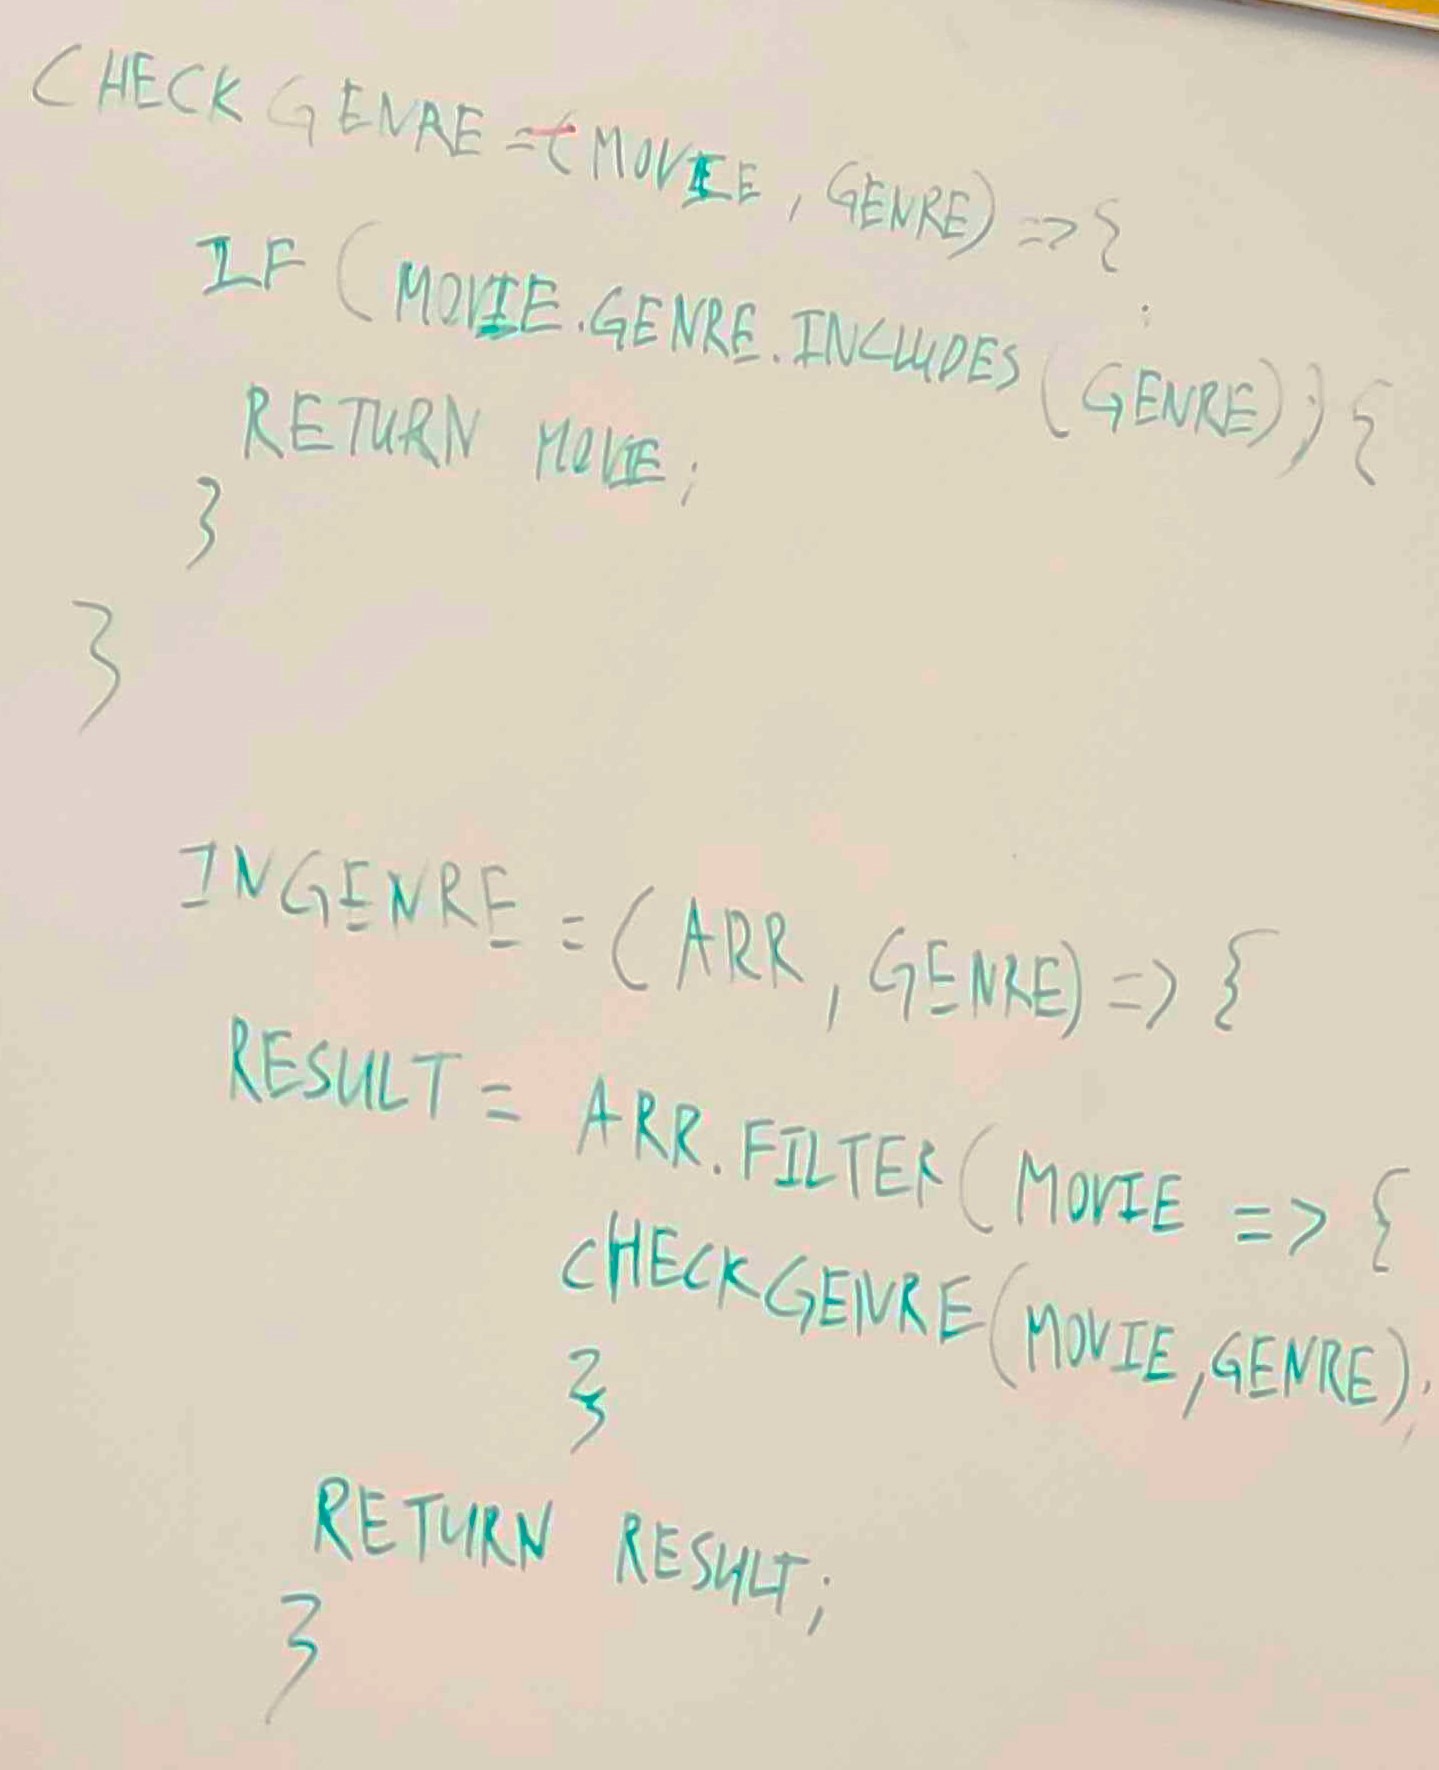 CHECKGENRE =(MOVIE, GENRE) => {
IF (MOVIE.GENRE.INCLUDES(GENRE)) {
RETURN MOVIE;
}
}
INGENRE = (ARR, GENRE) => {
RESULT = ARR.FILTER(MOVIE => {
CHECKGENRE(MOVIE,GENRE);
}
RETURN RESULT;
}